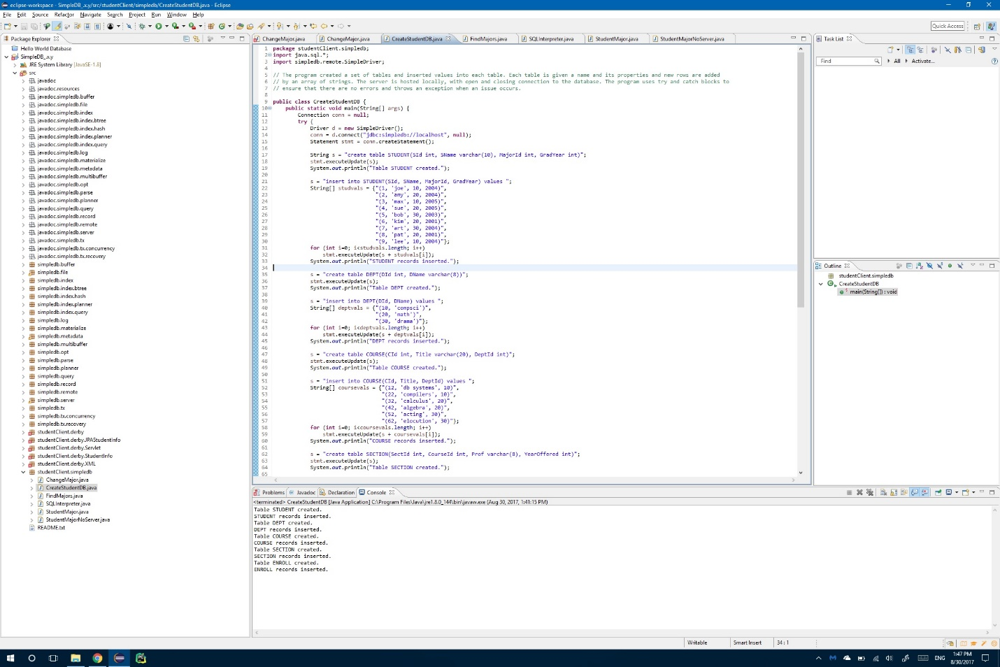 eclipse-workspace - SimpleDB_.x.y/src/studentClient/simpledb/CreateStudentDB.java - Eclipse
File Edit Source Refactor Navigate Search Project Run Window Help
Quick Access
Package Explorer
Hello World Database
SimpleDB_.x.y
JRE System Library [JavaSE-1.8]
src
javadoc
javadoc.resources
javadoc.simpledb.buffer
javadoc.simpledb.file
javadoc.simpledb.index
javadoc.simpledb.index.btree
javadoc.simpledb.index.hash
javadoc.simpledb.index.planner
javadoc.simpledb.index.query
javadoc.simpledb.log
javadoc.simpledb.materialize
javadoc.simpledb.metadata
javadoc.simpledb.multibuffer
javadoc.simpledb.opt
javadoc.simpledb.parse
javadoc.simpledb.planner
javadoc.simpledb.query
javadoc.simpledb.record
javadoc.simpledb.remote
javadoc.simpledb.server
javadoc.simpledb.tx
javadoc.simpledb.tx.concurrency
javadoc.simpledb.tx.recovery
simpledb.buffer
simpledb.file
simpledb.index
simpledb.index.btree
simpledb.index.hash
simpledb.index.planner
simpledb.index.query
simpledb.log
simpledb.materialize
simpledb.metadata
simpledb.multibuffer
simpledb.opt
simpledb.parse
simpledb.planner
simpledb.query
simpledb.record
simpledb.remote
simpledb.server
simpledb.tx
simpledb.tx.concurrency
simpledb.tx.recovery
studentClient.derby
studentClient.derby.JPAStudentInfo
studentClient.derby.Servlet
studentClient.derby.StudentInfo
studentClient.derby.XML
studentClient.simpledb
ChangeMajor.java
CreateStudentDB.java
FindMajors.java
SQLInterpreter.java
StudentMajor.java
StudentMajorNoServer.java
README.txt
ChangeMajor.java ChangeMajor.java CreateStudentDB.java FindMajors.java SQLInterpreter.java StudentMajor.java StudentMajorNoServer.java
1 package studentClient.simpledb;
2 import java.sql.*;
3 import simpledb.remote.SimpleDriver;
4
5 // The program created a set of tables and inserted values into each table. Each table is given a name and its properties and new rows are added
6 // by an array of strings. The server is hosted locally, with open and closing connection to the database. The program uses try and catch blocks to
7 // ensure that there are no errors and throws an exception when an issue occurs.
8
9 public class CreateStudentDB {
10 public static void main(String[] args) {
11 Connection conn = null;
12 try {
13 Driver d = new SimpleDriver();
14 conn = d.connect("jdbc:simpledb://localhost", null);
15 Statement stmt = conn.createStatement();
16
17 String s = "create table STUDENT(SId int, SName varchar(10), MajorId int, GradYear int)";
18 stmt.executeUpdate(s);
19 System.out.println("Table STUDENT created.");
20
21 s = "insert into STUDENT(SId, SName, MajorId, GradYear) values ";
22 String[] studvals = {"(1, 'joe', 10, 2004)",
23 "(2, 'amy', 20, 2004)",
24 "(3, 'max', 10, 2005)",
25 "(4, 'sue', 20, 2005)",
26 "(5, 'bob', 30, 2003)",
27 "(6, 'kim', 20, 2001)",
28 "(7, 'art', 30, 2004)",
29 "(8, 'pat', 20, 2001)",
30 "(9, 'lee', 10, 2004)"};
31 for (int i=0; i<studvals.length; i++)
32 stmt.executeUpdate(s + studvals[i]);
33 System.out.println("STUDENT records inserted.");
34
35 s = "create table DEPT(DId int, DName varchar(8))";
36 stmt.executeUpdate(s);
37 System.out.println("Table DEPT created.");
38
39 s = "insert into DEPT(DId, DName) values ";
40 String[] deptvals = {"(10, 'compsci')",
41 "(20, 'math')",
42 "(30, 'drama')"};
43 for (int i=0; i<deptvals.length; i++)
44 stmt.executeUpdate(s + deptvals[i]);
45 System.out.println("DEPT records inserted.");
46
47 s = "create table COURSE(CId int, Title varchar(20), DeptId int)";
48 stmt.executeUpdate(s);
49 System.out.println("Table COURSE created.");
50
51 s = "insert into COURSE(CId, Title, DeptId) values ";
52 String[] coursevals = {"(12, 'db systems', 10)",
53 "(22, 'compilers', 10)",
54 "(32, 'calculus', 20)",
55 "(42, 'algebra', 20)",
56 "(52, 'acting', 30)",
57 "(62, 'elocution', 30)"};
58 for (int i=0; i<coursevals.length; i++)
59 stmt.executeUpdate(s + coursevals[i]);
60 System.out.println("COURSE records inserted.");
61
62 s = "create table SECTION(SectId int, CourseId int, Prof varchar(8), YearOffered int)";
63 stmt.executeUpdate(s);
64 System.out.println("Table SECTION created.");
65
Task List
Find All Activate...
Outline
studentClient.simpledb
CreateStudentDB
main(String[]) : void
Problems Javadoc Declaration Console
<terminated> CreateStudentDB [Java Application] C:\Program Files\Java\jre1.8.0_144\bin\javaw.exe (Aug 30, 2017, 1:41:15 PM)
Table STUDENT created.
STUDENT records inserted.
Table DEPT created.
DEPT records inserted.
Table COURSE created.
COURSE records inserted.
Table SECTION created.
SECTION records inserted.
Table ENROLL created.
ENROLL records inserted.
Writable Smart Insert 34 : 1
ENG
1:47 PM
8/30/2017